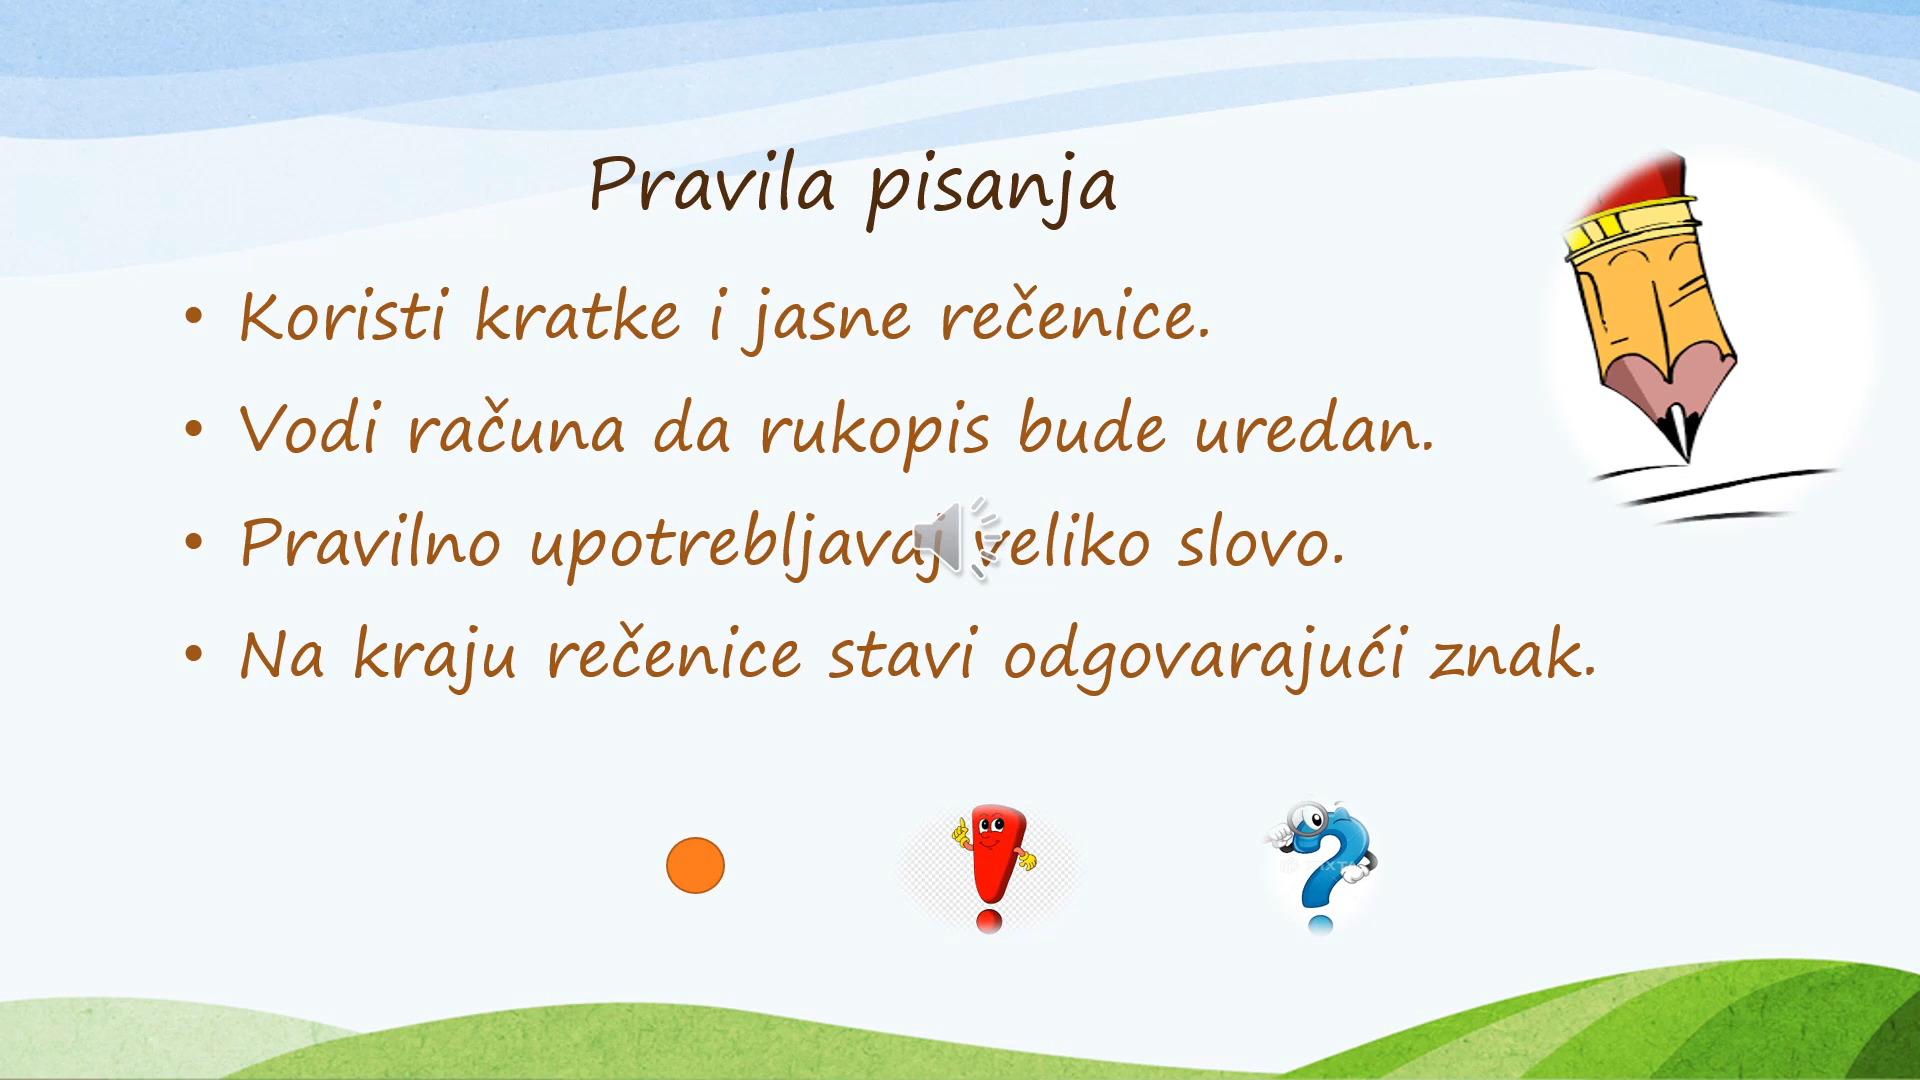 Pravila pisanja
• Koristi kratke i jasne rečenice.
• Vodi računa da rukopis bude uredan.
• Pravilno upotrebljavaj veliko slovo.
• Na kraju rečenice stavi odgovarajući znak.